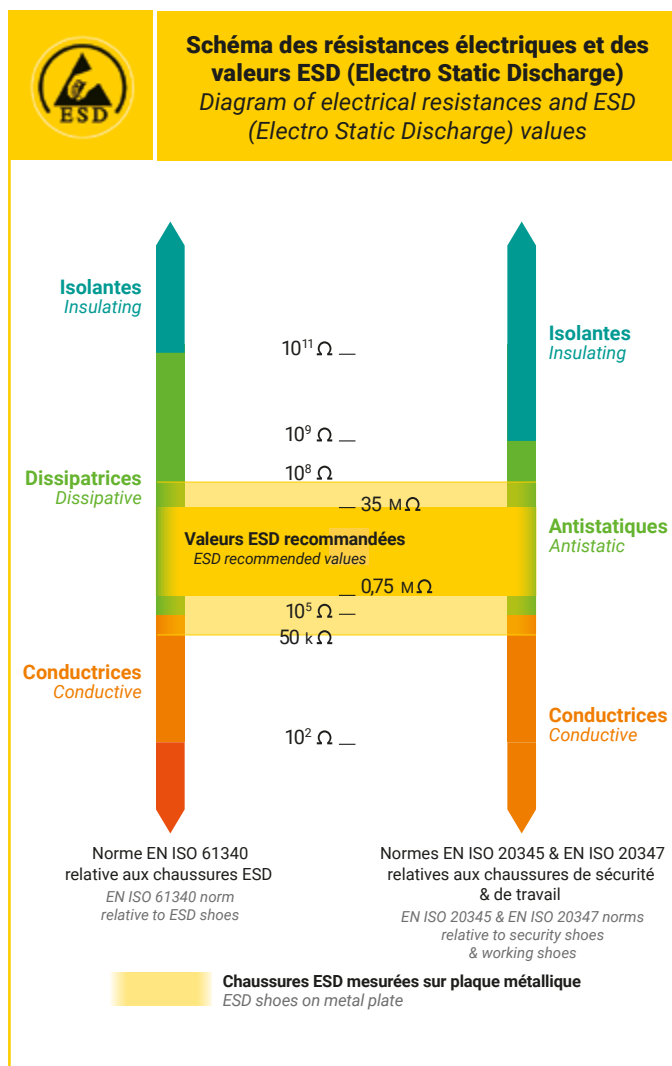 ESD
Schéma des résistances électriques et des
valeurs ESD (Electro Static Discharge)
Diagram of electrical resistances and ESD
(Electro Static Discharge) values
Isolantes
Insulating
Isolantes
Insulating
10¹¹ Ω
10⁹ Ω
10⁸ Ω
Dissipatrices
Dissipative
35 MΩ
Valeurs ESD recommandées
ESD recommended values
Antistatiques
Antistatic
0,75 MΩ
10⁵ Ω
50 k Ω
Conductrices
Conductive
Conductrices
Conductive
10² Ω
Norme EN ISO 61340
relative aux chaussures ESD
EN ISO 61340 norm
relative to ESD shoes
Normes EN ISO 20345 & EN ISO 20347
relatives aux chaussures de sécurité
& de travail
EN ISO 20345 & EN ISO 20347 norms
relative to security shoes
& working shoes
Chaussures ESD mesurées sur plaque métallique
ESD shoes on metal plate